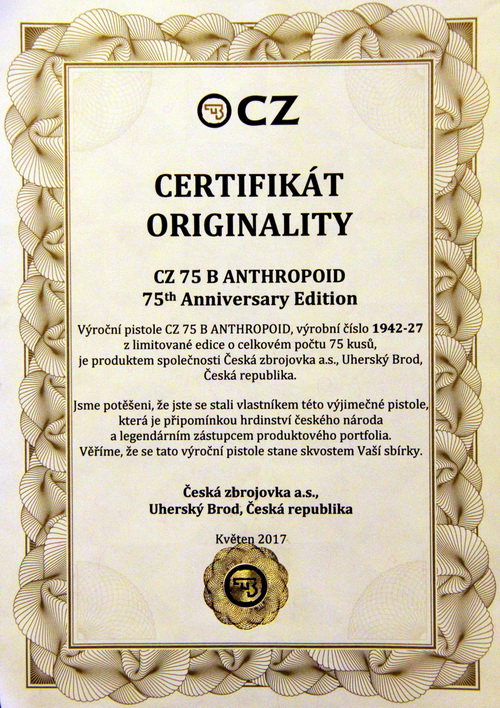 CZ
CERTIFIKÁT
ORIGINALITY
CZ 75 B ANTHROPOID
75th Anniversary Edition
Výroční pistole CZ 75 B ANTHROPOID, výrobní číslo 1942-27
z limitované edice o celkovém počtu 75 kusů,
je produktem společnosti Česká zbrojovka a.s., Uherský Brod,
Česká republika.
Jsme potěšeni, že jste se stali vlastníkem této výjimečné pistole,
která je připomínkou hrdinství českého národa
a legendárním zástupcem produktového portfolia.
Věříme, že se tato výroční pistole stane skvostem Vaší sbírky.
Česká zbrojovka a.s.,
Uherský Brod, Česká republika
Květen 2017